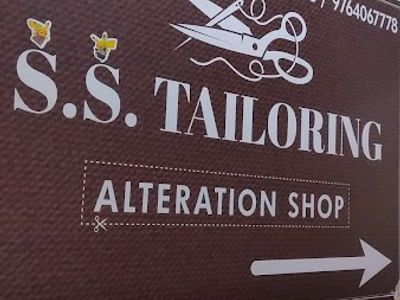 9764067778
S.S. TAILORING
ALTERATION SHOP